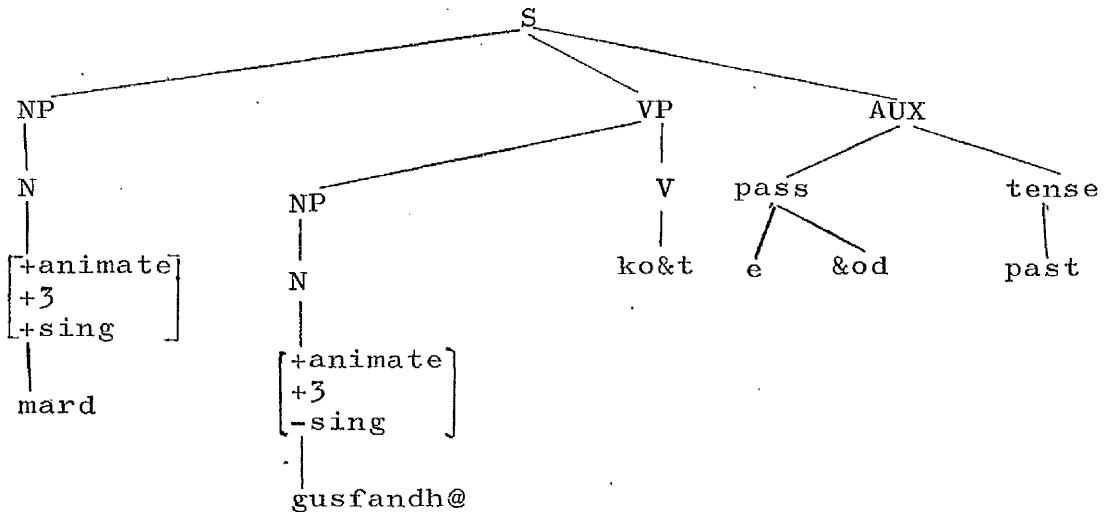 S
NP VP AUX
N NP V pass tense
[+animate] N ko&t e &od past
+3
[+sing] [+animate]
mard +3
[-sing]
gusfandh@